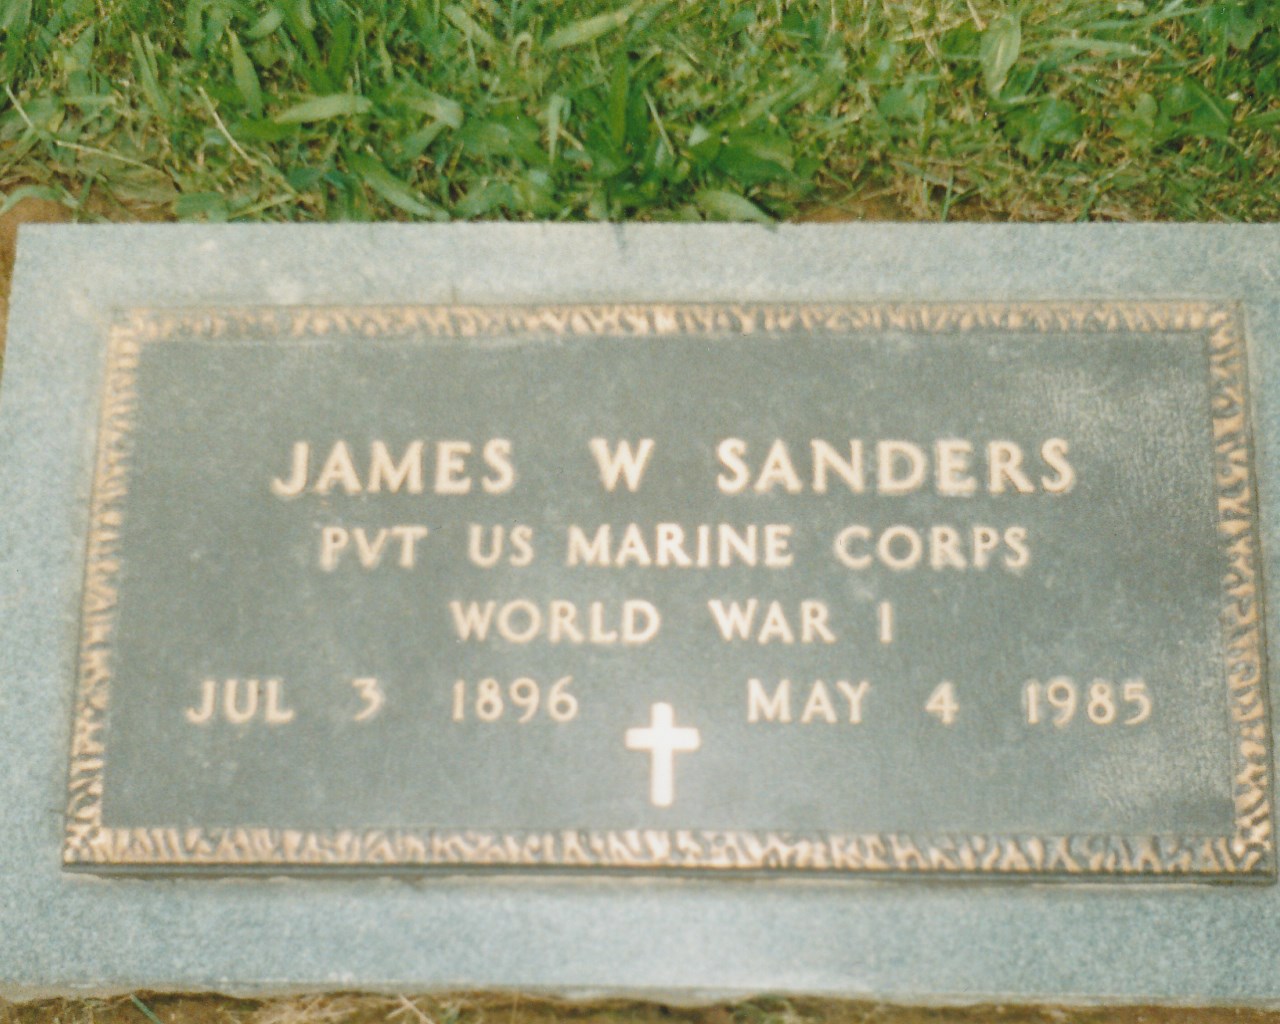 JAMES W SANDERS
PVT US MARINE CORPS
WORLD WAR I
JUL 3 1896 MAY 4 1985